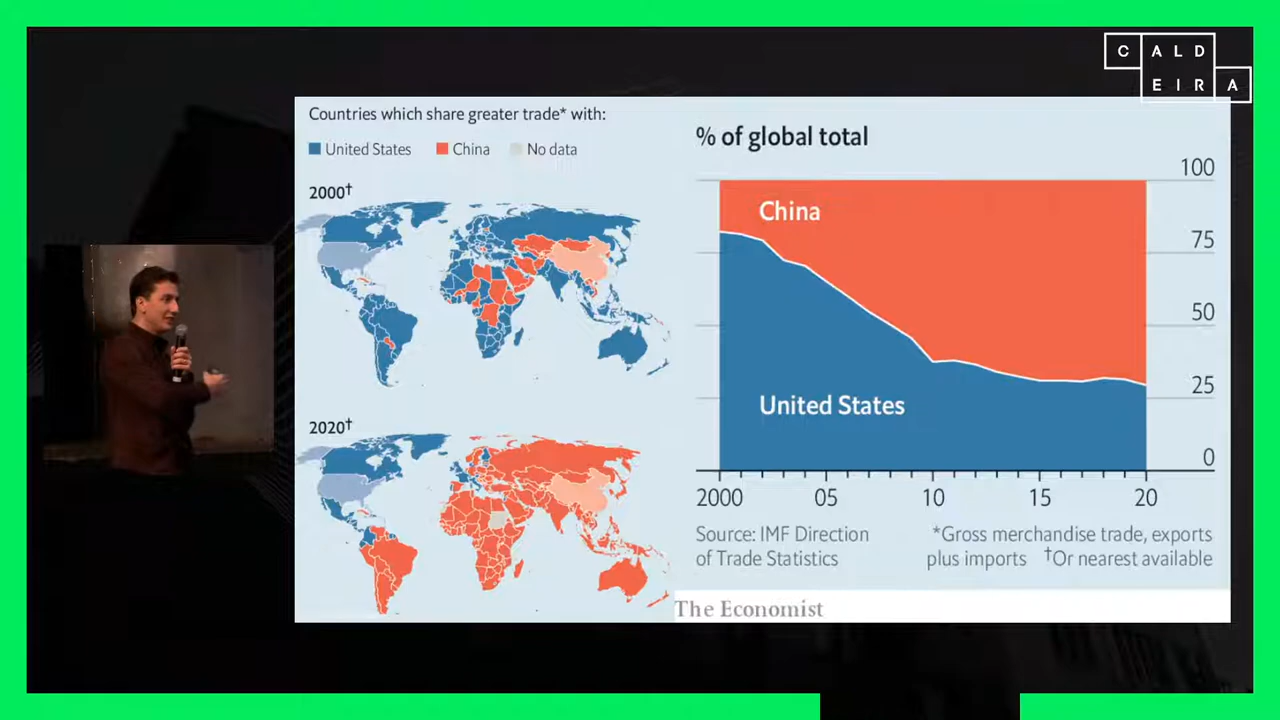 CALD
EIRA
Countries which share greater trade* with:
United States China No data
2000†
2020†
% of global total
100
75
50
25
0
China
United States
2000 05 10 15 20
Source: IMF Direction
of Trade Statistics
*Gross merchandise trade, exports
plus imports †Or nearest available
The Economist